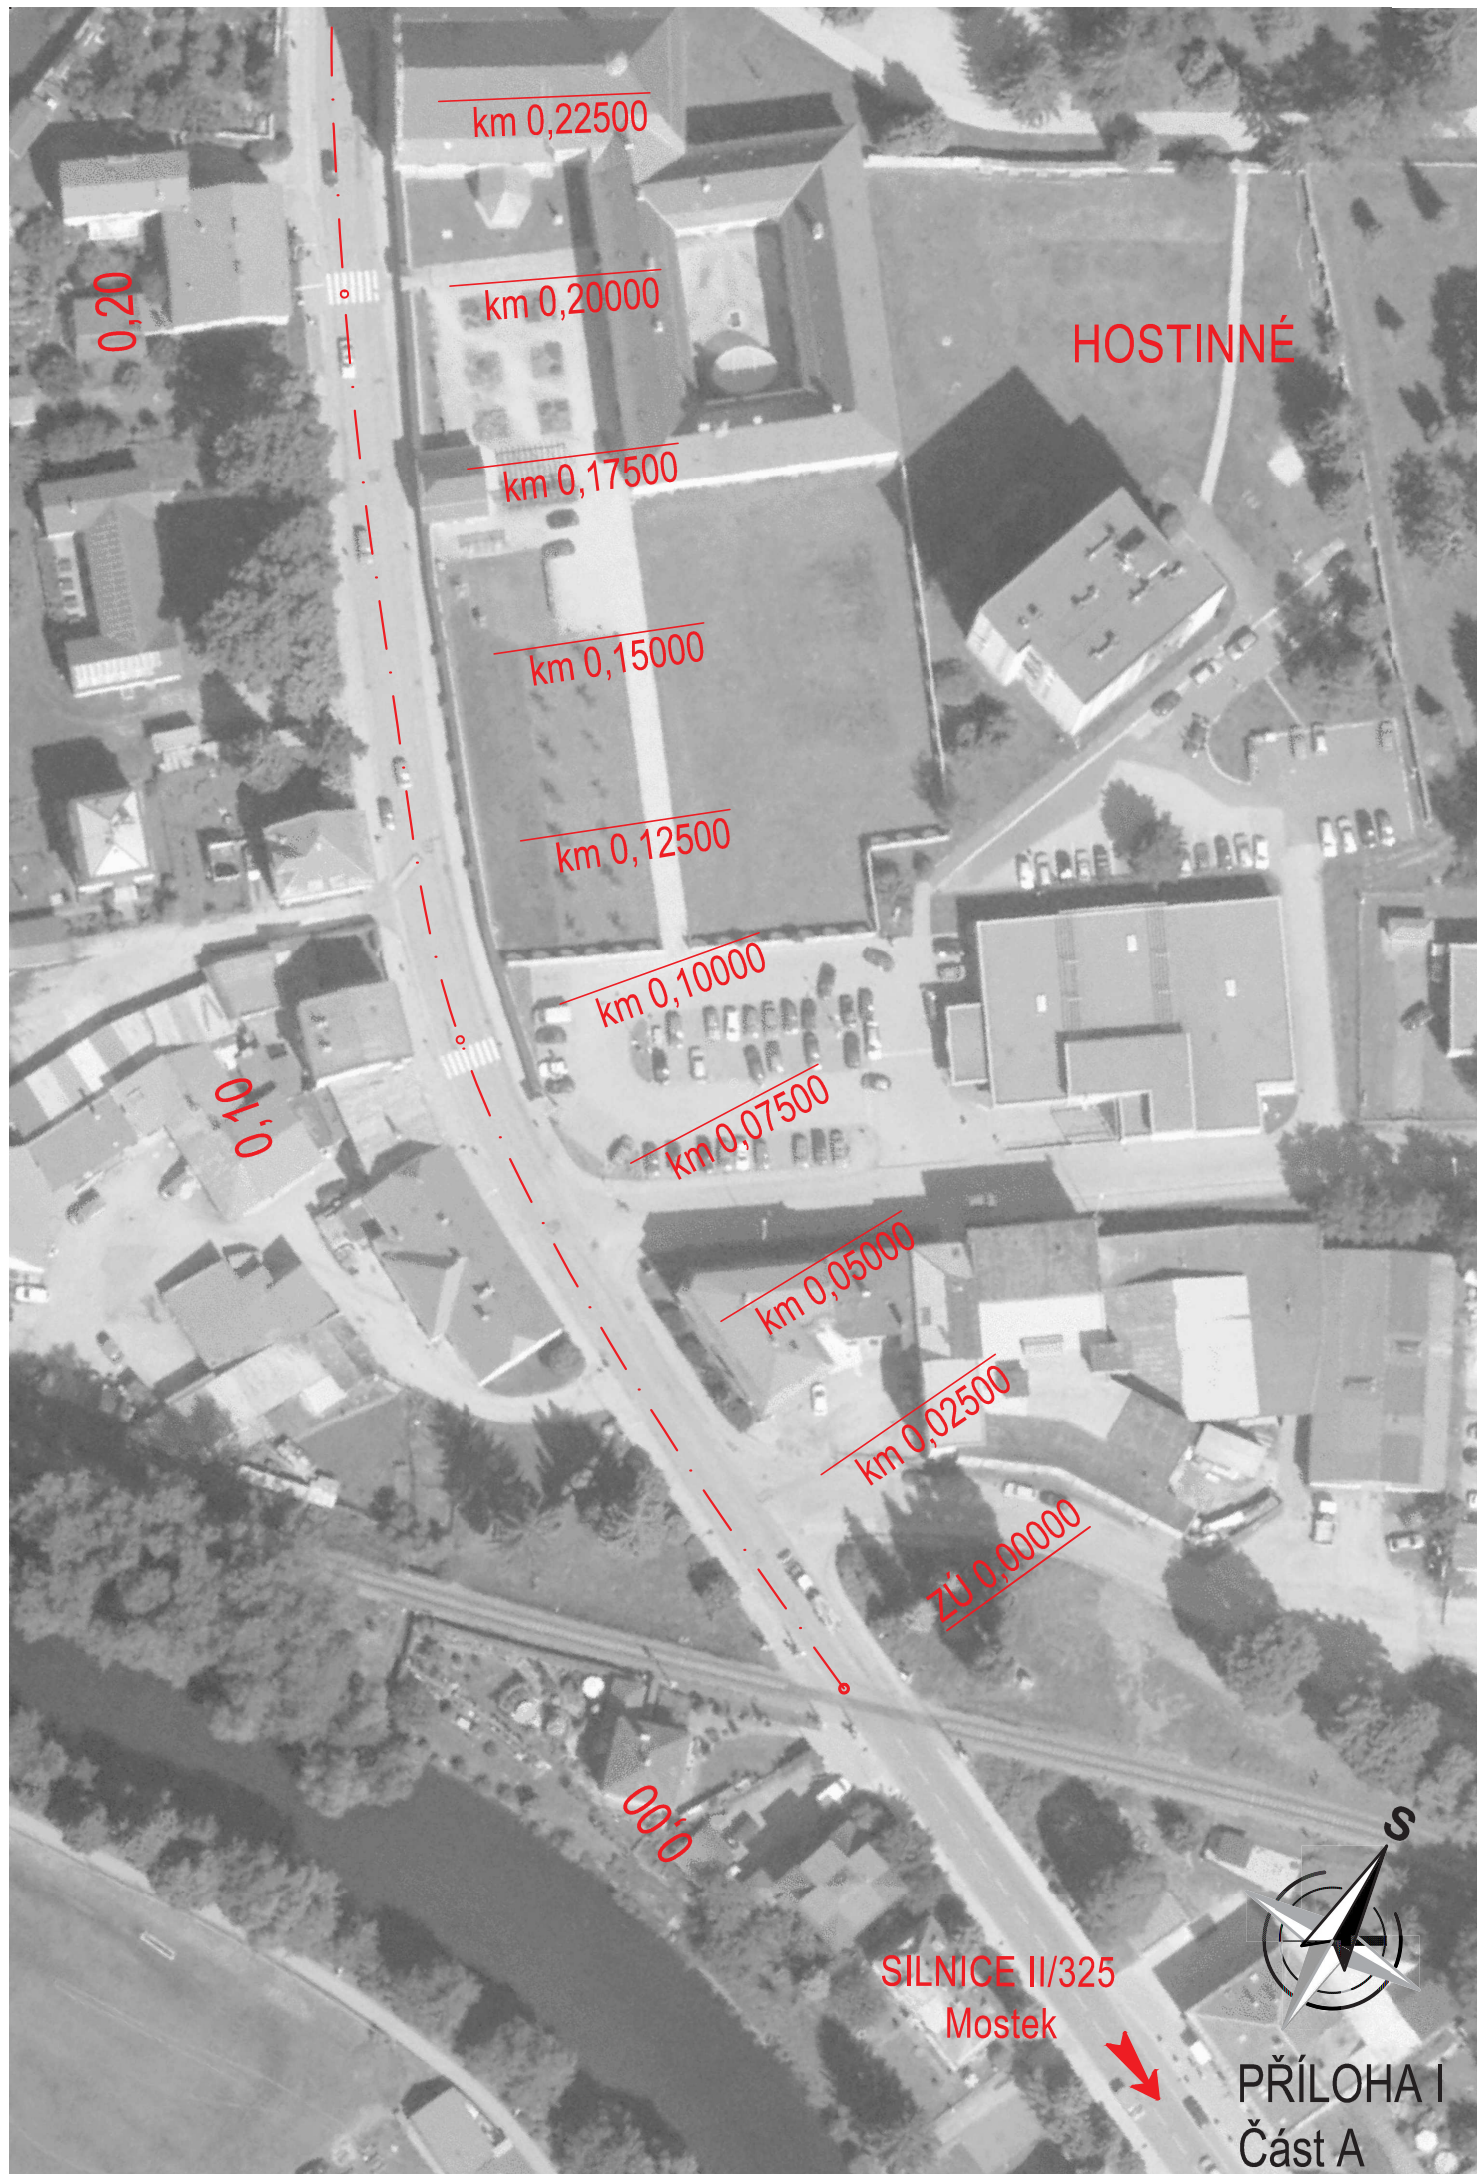 km 0,22500
km 0,20000
0,20
HOSTINNÉ
km 0,17500
km 0,15000
km 0,12500
km 0,10000
km 0,07500
0,10
km 0,05000
km 0,02500
ZÚ 0,00000
0,00
S
SILNICE II/325
Mostek
PŘÍLOHA I
Část A